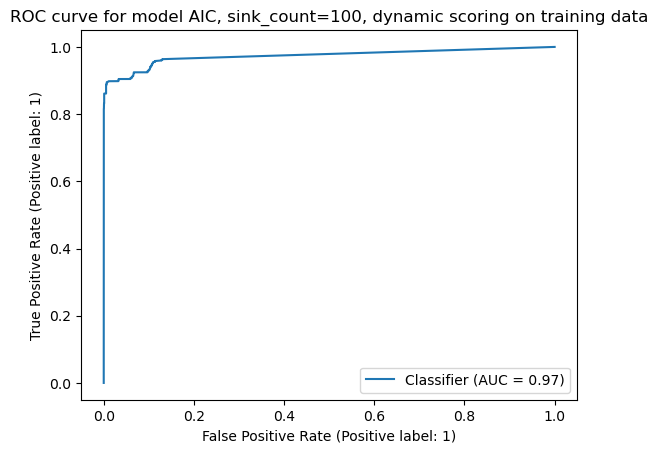 ROC curve for model AIC, sink_count=100, dynamic scoring on training data
True Positive Rate (Positive label: 1)
1.0
0.8
0.6
0.4
0.2
0.0
Classifier (AUC = 0.97)
0.0 0.2 0.4 0.6 0.8 1.0
False Positive Rate (Positive label: 1)